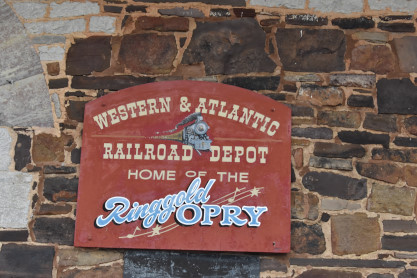 WESTERN & ATLANTIC
RAILROAD DEPOT
HOME OF THE
Ringgold OPRY